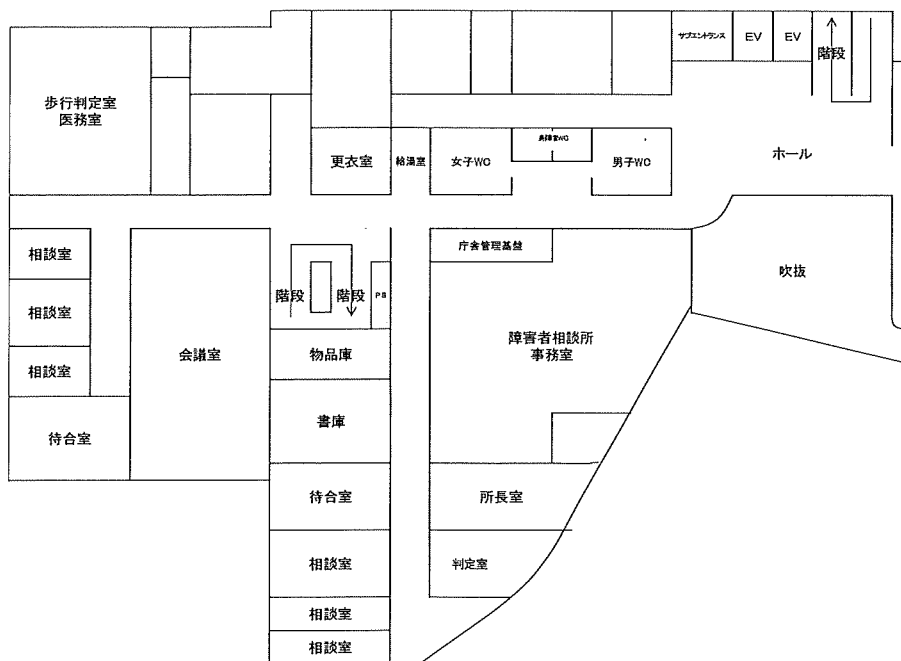 サブエントランス
EV
EV
階段
歩行判定室
医務室
更衣室
給湯室
女子WC
身障者WC
男子WC
ホール
相談室
相談室
相談室
待合室
会議室
階段
階段
PS
物品庫
書庫
待合室
相談室
相談室
相談室
庁舎管理基盤
障害者相談所
事務室
所長室
判定室
吹抜